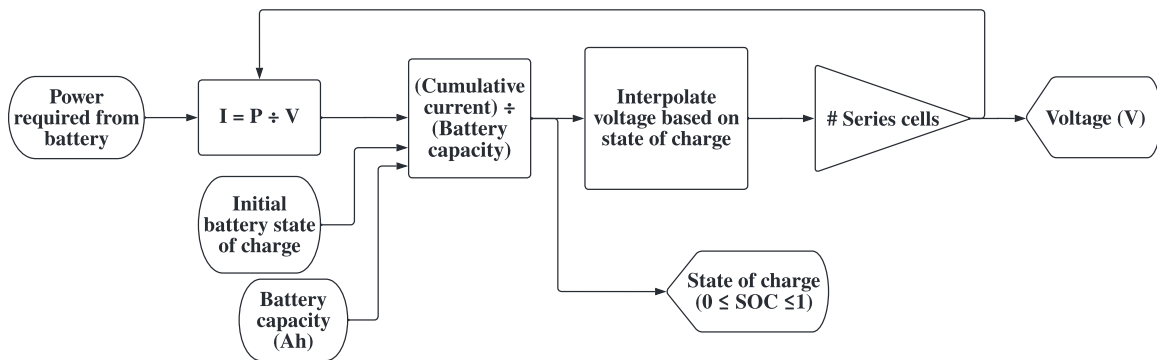 Power
required from
battery
I = P ÷ V
(Cumulative
current) ÷
(Battery
capacity)
Interpolate
voltage based on
state of charge
# Series cells
Voltage (V)
Initial
battery state
of charge
Battery
capacity
(Ah)
State of charge
(0 ≤ SOC ≤1)